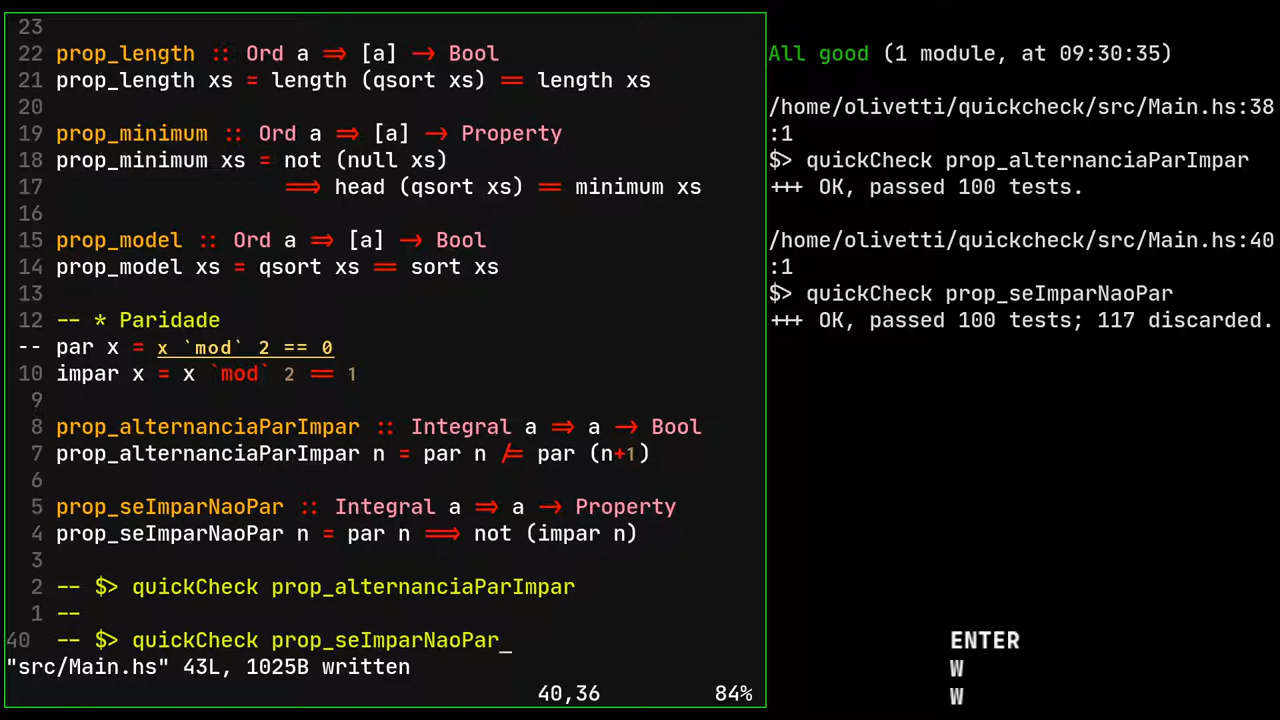 23
22 prop_length :: Ord a => [a] -> Bool
21 prop_length xs = length (qsort xs) == length xs
20
19 prop_minimum :: Ord a => [a] -> Property
18 prop_minimum xs = not (null xs)
17 ==> head (qsort xs) == minimum xs
16
15 prop_model :: Ord a => [a] -> Bool
14 prop_model xs = qsort xs == sort xs
13
12 -- * Paridade
-- par x = x `mod` 2 == 0
10 impar x = x `mod` 2 == 1
9
8 prop_alternanciaParImpar :: Integral a => a -> Bool
7 prop_alternanciaParImpar n = par n /= par (n+1)
6
5 prop_seImparNaoPar :: Integral a => a -> Property
4 prop_seImparNaoPar n = par n ==> not (impar n)
3
2 -- $> quickCheck prop_alternanciaParImpar
1 --
40 -- $> quickCheck prop_seImparNaoPar_
"src/Main.hs" 43L, 1025B written
40,36 84%
All good (1 module, at 09:30:35)
/home/olivetti/quickcheck/src/Main.hs:38
:1
$> quickCheck prop_alternanciaParImpar
+++ OK, passed 100 tests.
/home/olivetti/quickcheck/src/Main.hs:40
:1
$> quickCheck prop_seImparNaoPar
+++ OK, passed 100 tests; 117 discarded.
ENTER
W
W